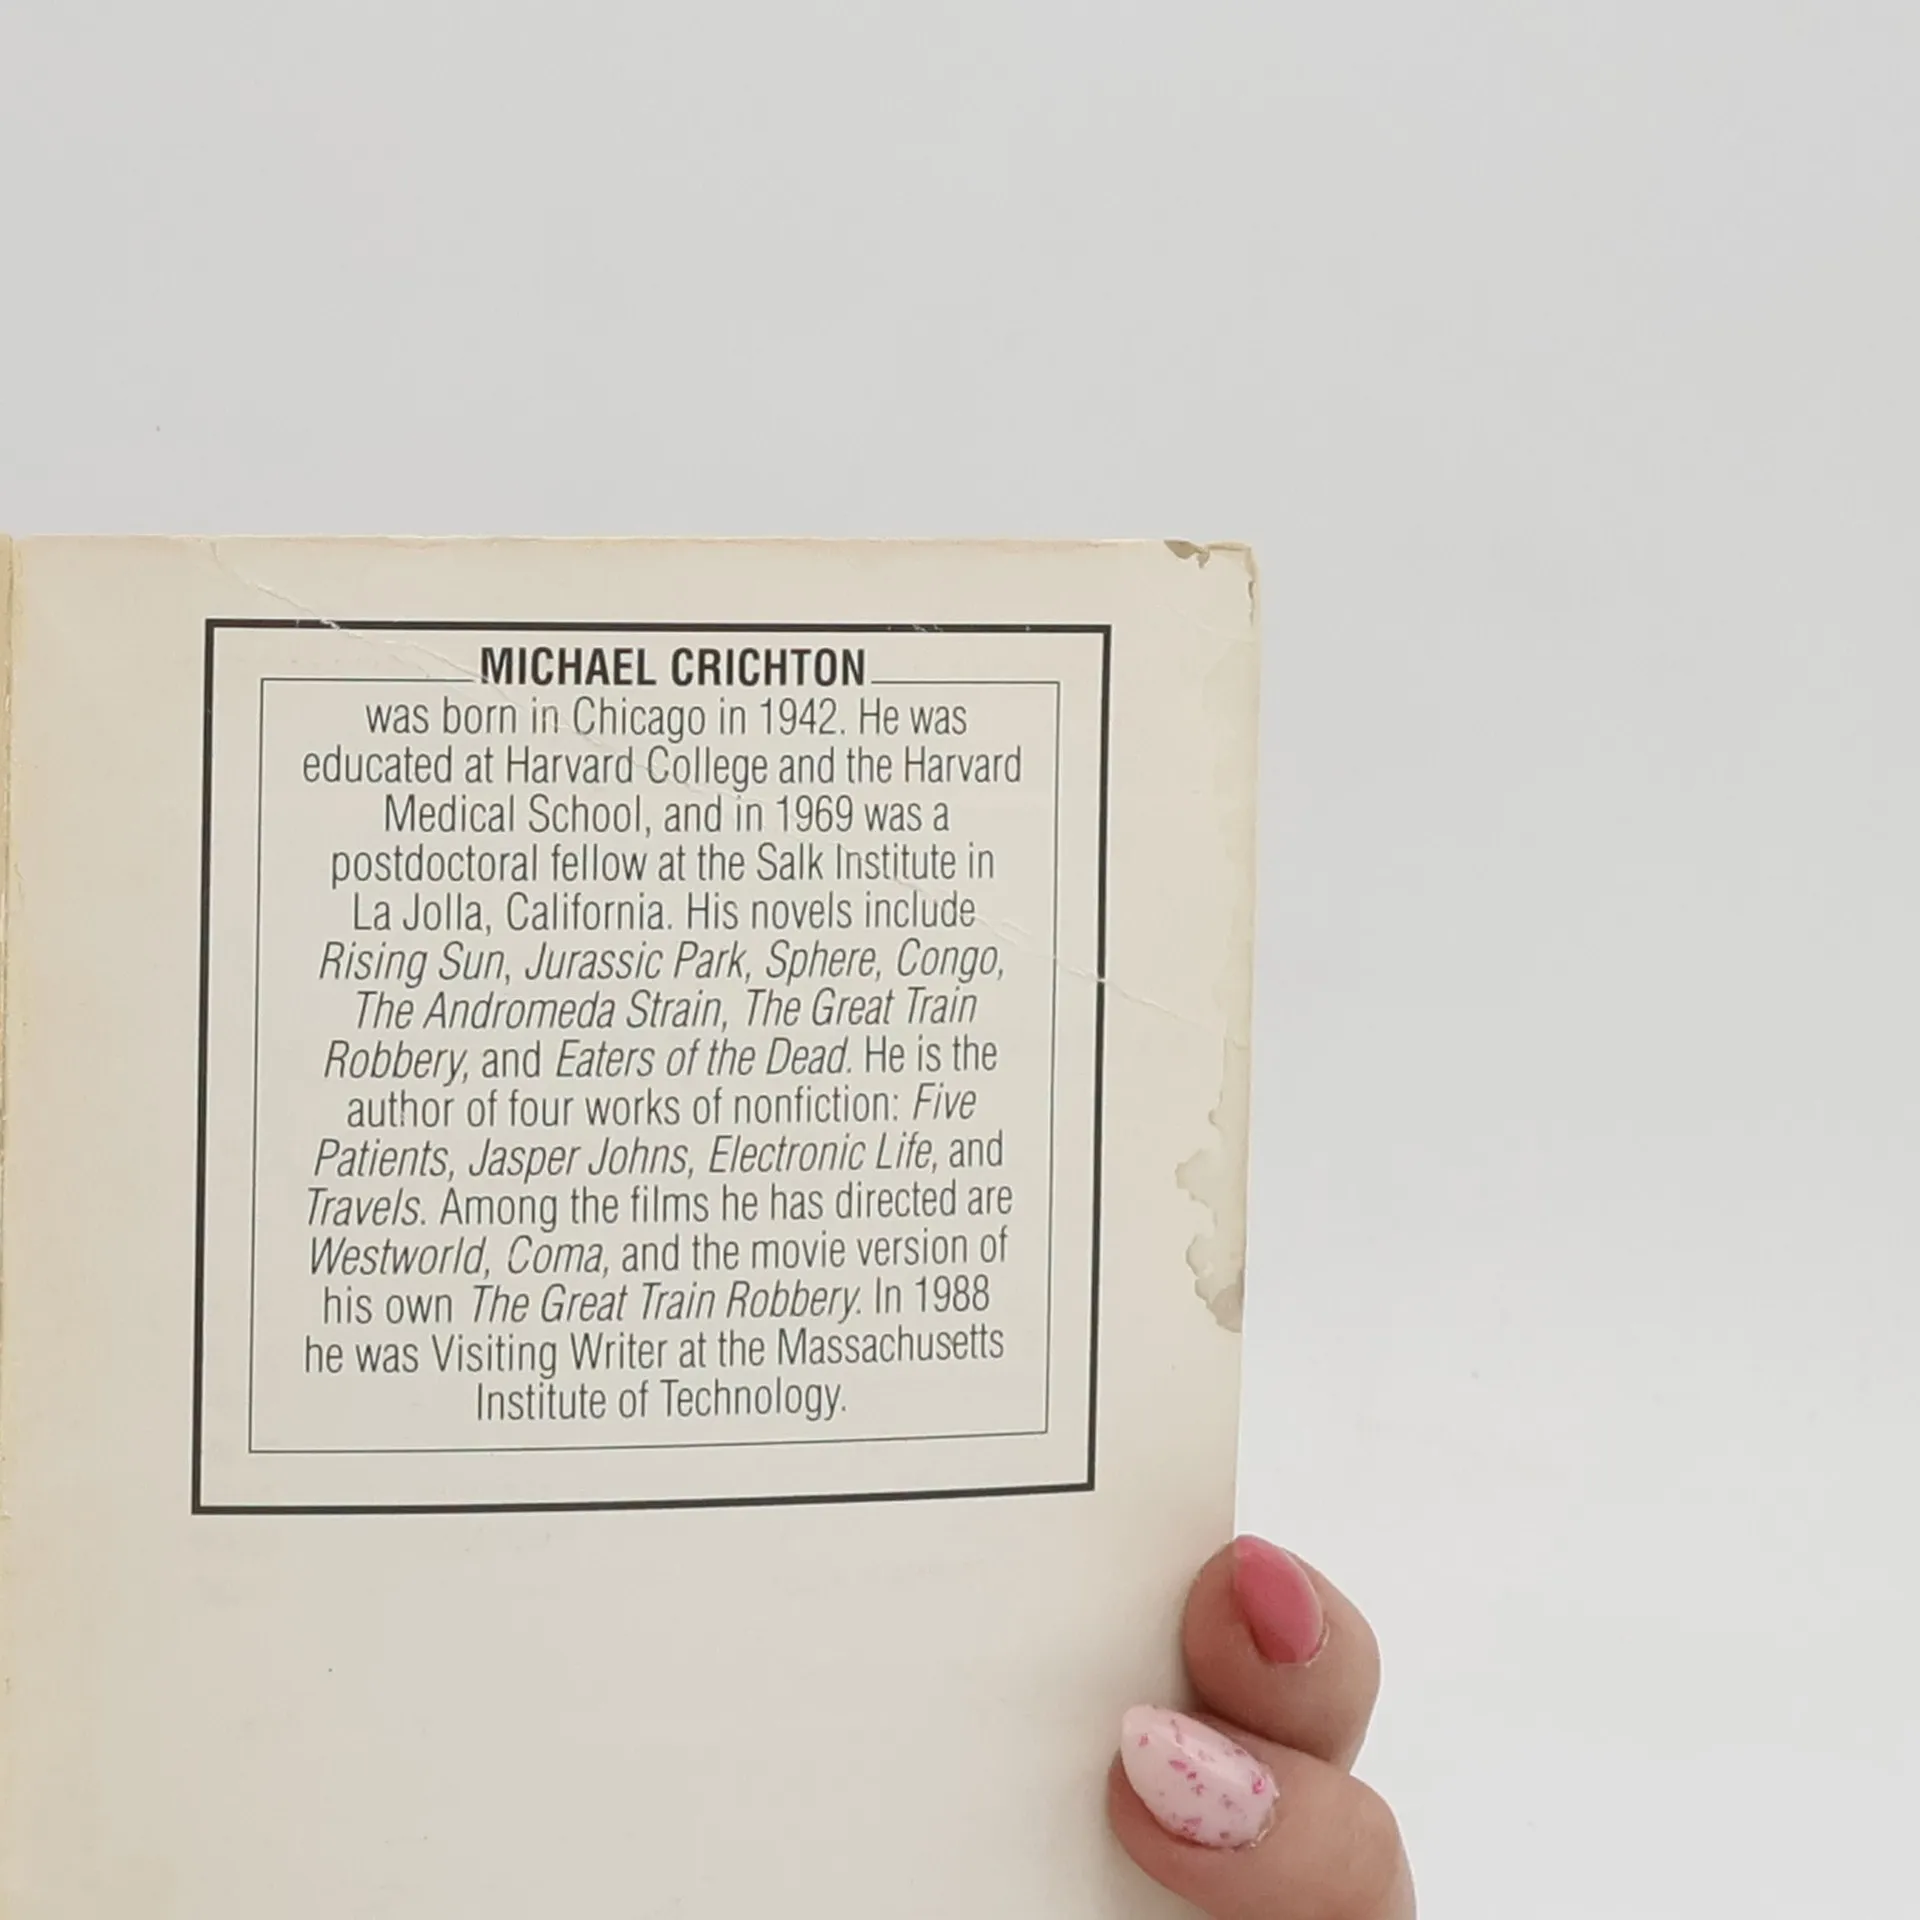 MICHAEL CRICHTON
was born in Chicago in 1942. He was
educated at Harvard College and the Harvard
Medical School, and in 1969 was a
postdoctoral fellow at the Salk Institute in
La Jolla, California. His novels include
Rising Sun, Jurassic Park, Sphere, Congo,
The Andromeda Strain, The Great Train
Robbery, and Eaters of the Dead. He is the
author of four works of nonfiction: Five
Patients, Jasper Johns, Electronic Life, and
Travels. Among the films he has directed are
Westworld, Coma, and the movie version of
his own The Great Train Robbery. In 1988
he was Visiting Writer at the Massachusetts
Institute of Technology.